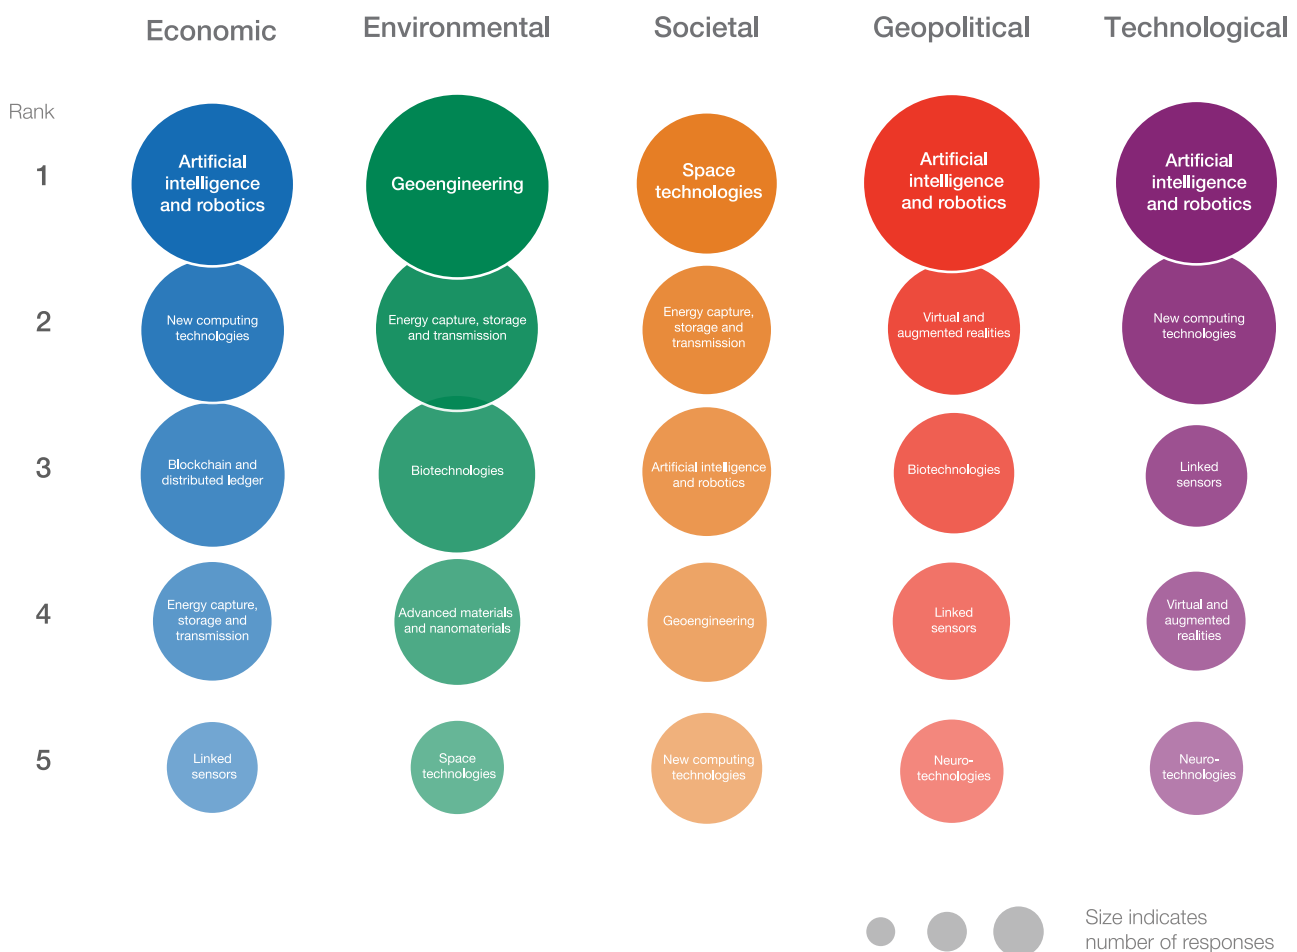 Economic
Environmental
Societal
Geopolitical
Technological
Rank
1
Artificial
intelligence
and robotics
Geoengineering
Space
technologies
Artificial
intelligence
and robotics
Artificial
intelligence
and robotics
2
New computing
technologies
Energy capture, storage
and transmission
Energy capture,
storage and
transmission
Virtual and
augmented realities
New computing
technologies
3
Blockchain and
distributed ledger
Biotechnologies
Artificial intelligence
and robotics
Biotechnologies
Linked
sensors
4
Energy capture,
storage and
transmission
Advanced materials
and nanomaterials
Geoengineering
Linked
sensors
Virtual and
augmented
realities
5
Linked
sensors
Space
technologies
New computing
technologies
Neuro-
technologies
Neuro-
technologies
Size indicates
number of responses